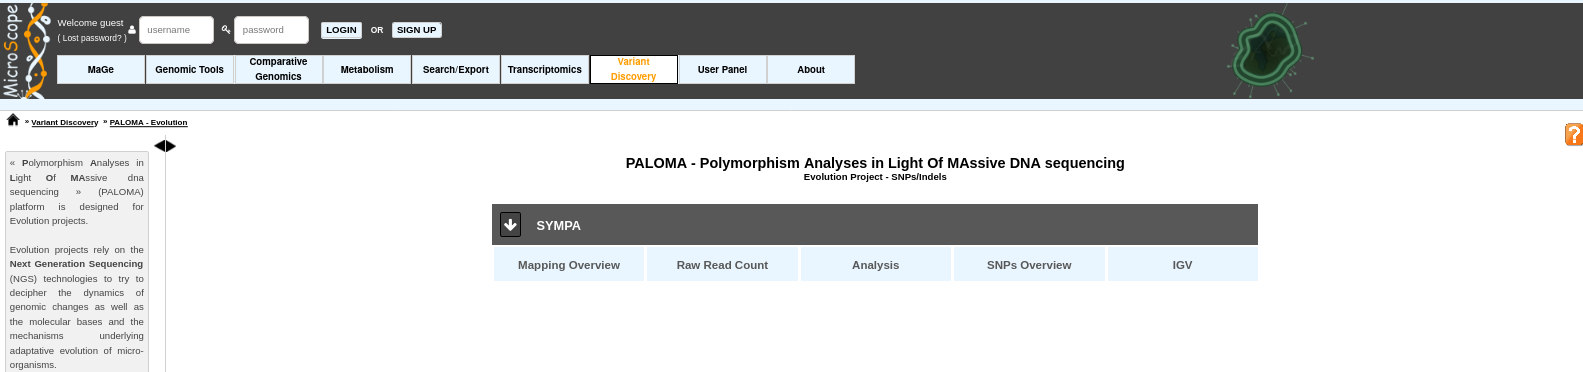 MicroScope
Welcome guest
username
password
LOGIN
OR
SIGN UP
( Lost password? )
MaGe
Genomic Tools
Comparative
Genomics
Metabolism
Search/Export
Transcriptomics
Variant
Discovery
User Panel
About
» Variant Discovery » PALOMA - Evolution
?
« Polymorphism Analyses in
Light Of MAssive dna
sequencing » (PALOMA)
platform is designed for
Evolution projects.
Evolution projects rely on the
Next Generation Sequencing
(NGS) technologies to try to
decipher the dynamics of
genomic changes as well as
the molecular bases and the
mechanisms underlying
adaptative evolution of micro-
organisms.
PALOMA - Polymorphism Analyses in Light Of MAssive DNA sequencing
Evolution Project - SNPs/Indels
SYMPA
Mapping Overview
Raw Read Count
Analysis
SNPs Overview
IGV